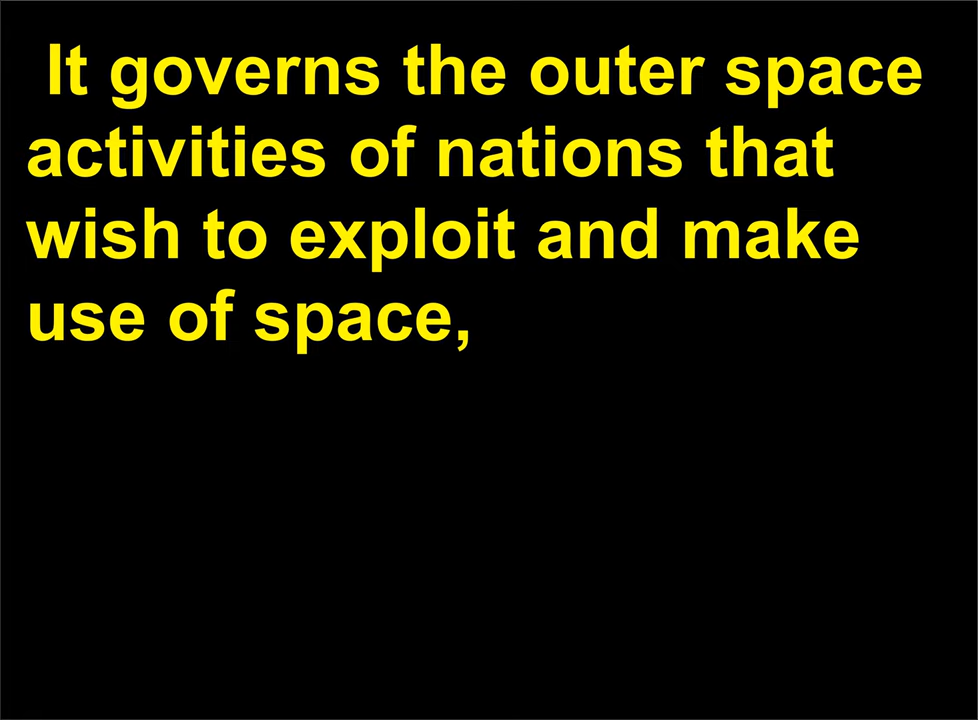 It governs the outer space
activities of nations that
wish to exploit and make
use of space,